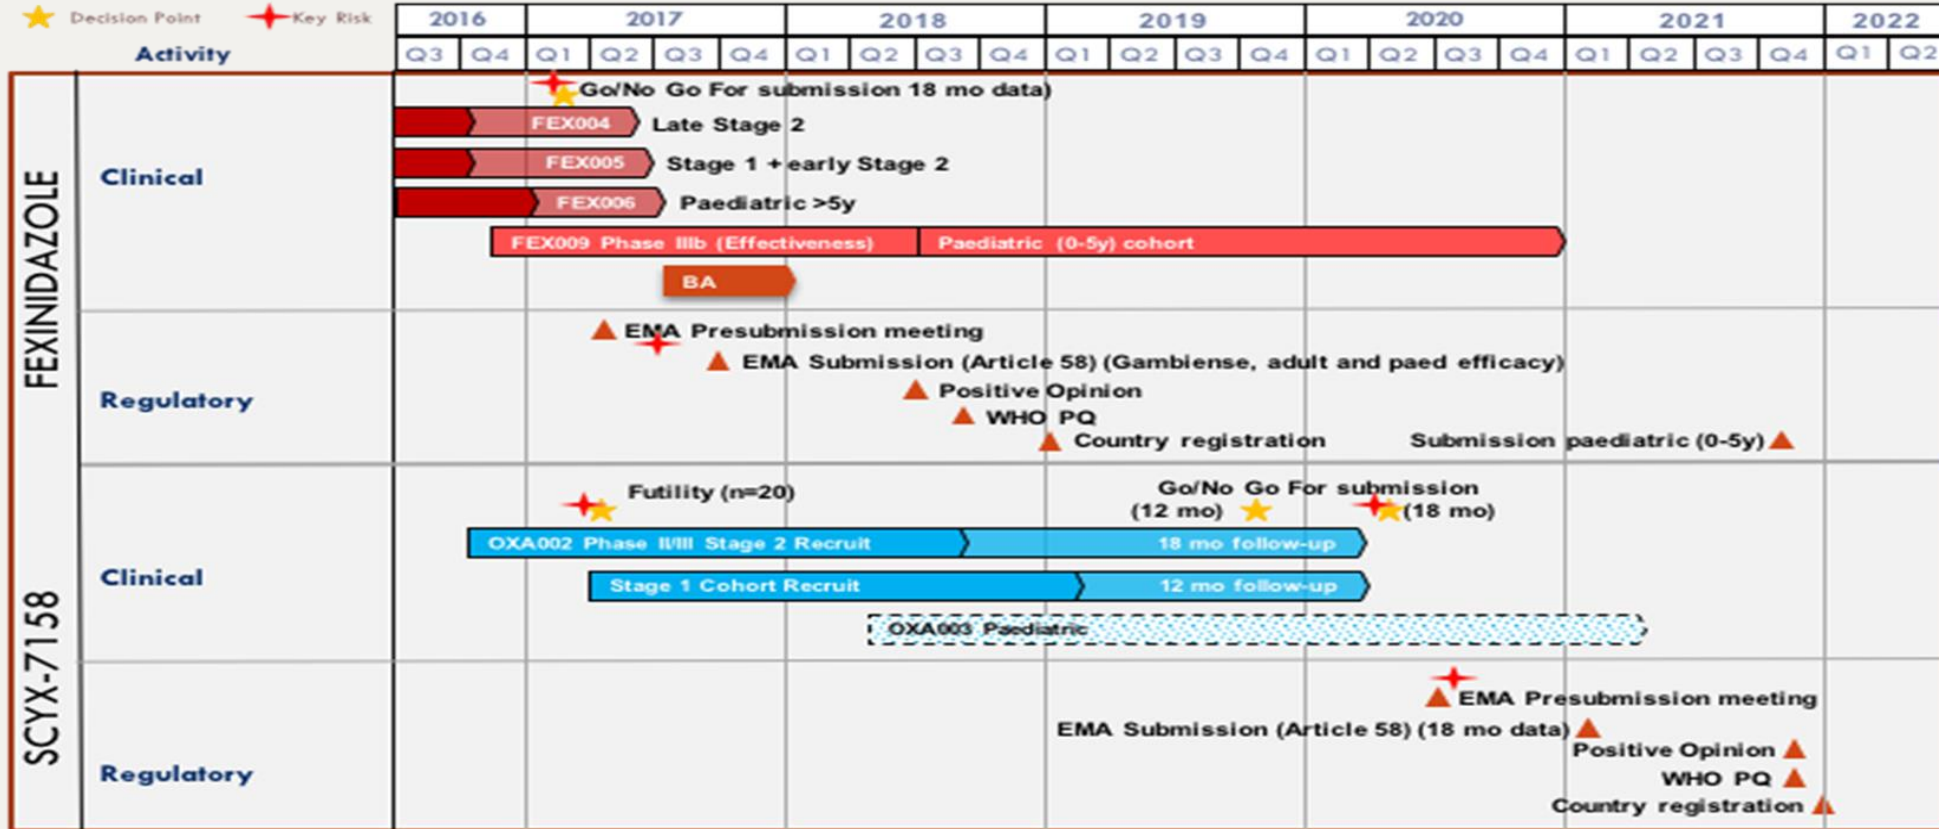 Decision Point Key Risk
2016 2017 2018 2019 2020 2021 2022
Activity Q3 Q4 Q1 Q2 Q3 Q4 Q1 Q2 Q3 Q4 Q1 Q2 Q3 Q4 Q1 Q2 Q3 Q4 Q1 Q2 Q3 Q4 Q1 Q2
FEXINIDAZOLE
Clinical
Go/No Go For submission 18 mo data)
FEX004 Late Stage 2
FEX005 Stage 1 + early Stage 2
FEX006 Paediatric >5y
FEX009 Phase IIIb (Effectiveness) Paediatric (0-5y) cohort
BA
Regulatory
EMA Presubmission meeting
EMA Submission (Article 58) (Gambiense, adult and paed efficacy)
Positive Opinion
WHO PQ
Country registration Submission paediatric (0-5y)
SCYX-7158
Clinical
Futility (n=20) Go/No Go For submission
(12 mo) (18 mo)
OXA002 Phase II/III Stage 2 Recruit 18 mo follow-up
Stage 1 Cohort Recruit 12 mo follow-up
OXA003 Paediatric
Regulatory
EMA Presubmission meeting
EMA Submission (Article 58) (18 mo data)
Positive Opinion
WHO PQ
Country registration